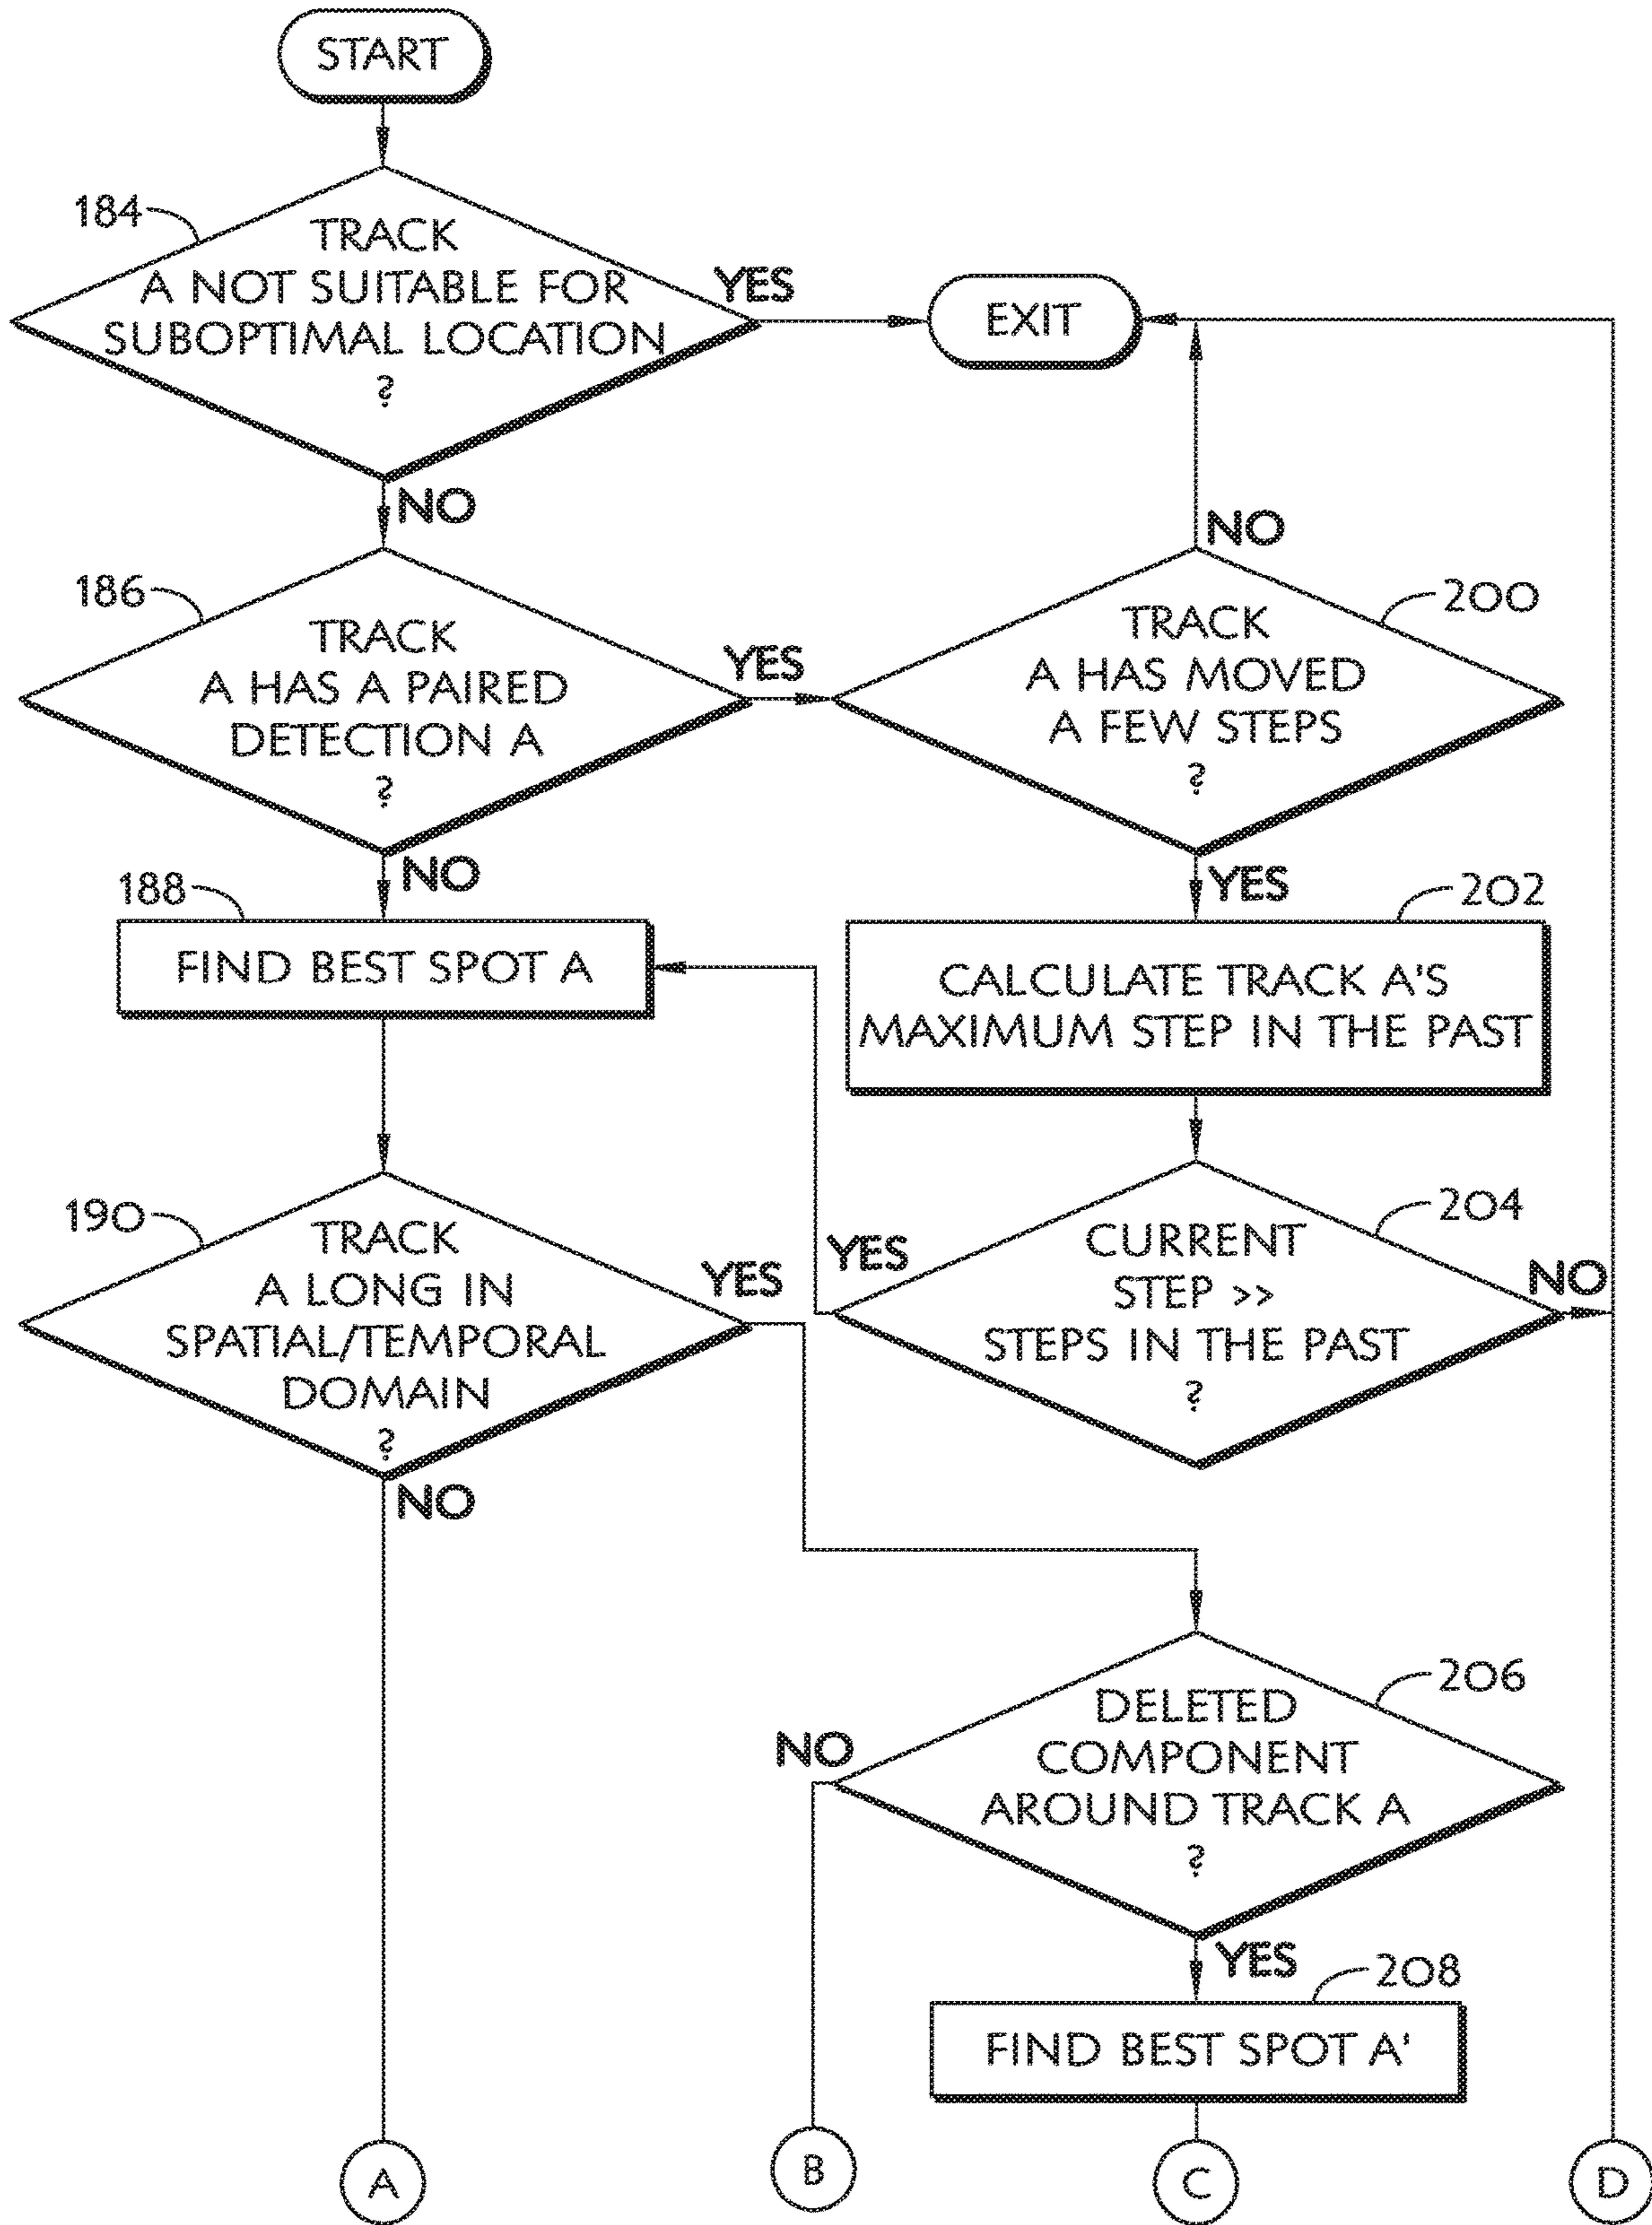 START
184
TRACK
A NOT SUITABLE FOR
SUBOPTIMAL LOCATION
?
YES
EXIT
NO
186
TRACK
A HAS A PAIRED
DETECTION A
?
YES
NO
200
TRACK
A HAS MOVED
A FEW STEPS
?
NO
YES
188
FIND BEST SPOT A
202
CALCULATE TRACK A'S
MAXIMUM STEP IN THE PAST
190
TRACK
A LONG IN
SPATIAL/TEMPORAL
DOMAIN
?
YES
NO
204
YES
CURRENT
STEP >>
STEPS IN THE PAST
?
NO
206
NO
DELETED
COMPONENT
AROUND TRACK A
?
YES
208
FIND BEST SPOT A'
A
B
C
D